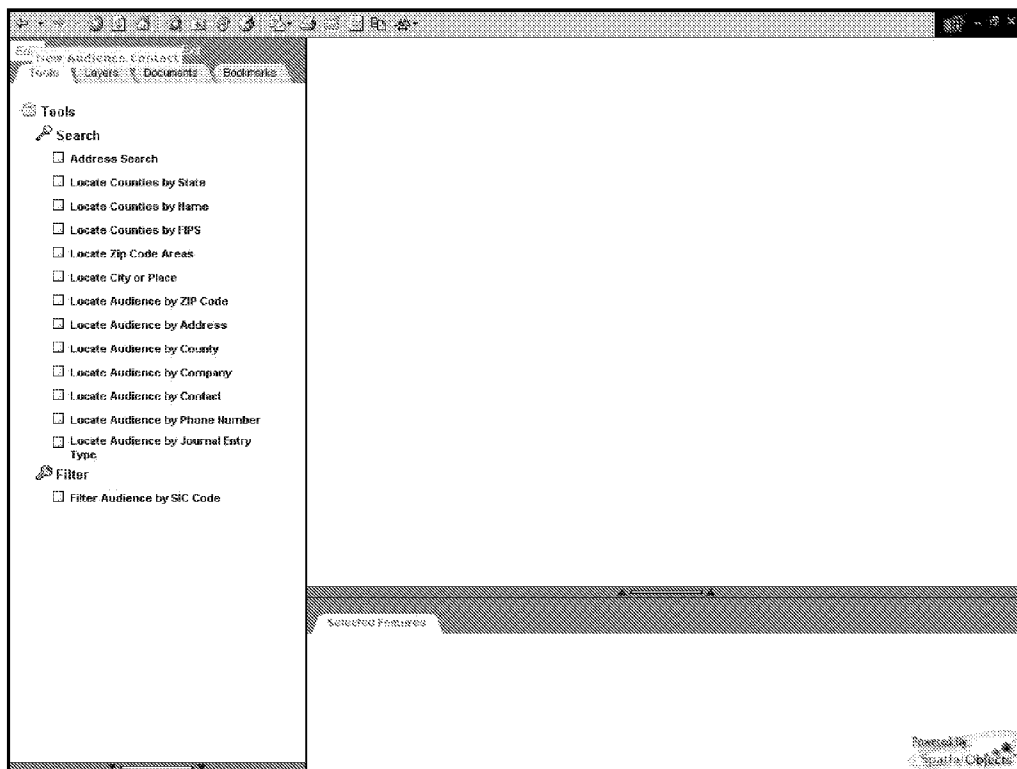 New Audience Contact
Tools Layers Documents Bookmarks
Tools
Search
Address Search
Locate Counties by State
Locate Counties by Name
Locate Counties by FIPS
Locate Zip Code Areas
Locate City or Place
Locate Audience by ZIP Code
Locate Audience by Address
Locate Audience by County
Locate Audience by Company
Locate Audience by Contact
Locate Audience by Phone Number
Locate Audience by Journal Entry
Type
Filter
Filter Audience by SIC Code
Selected Features
Powered By
Spatial Objects